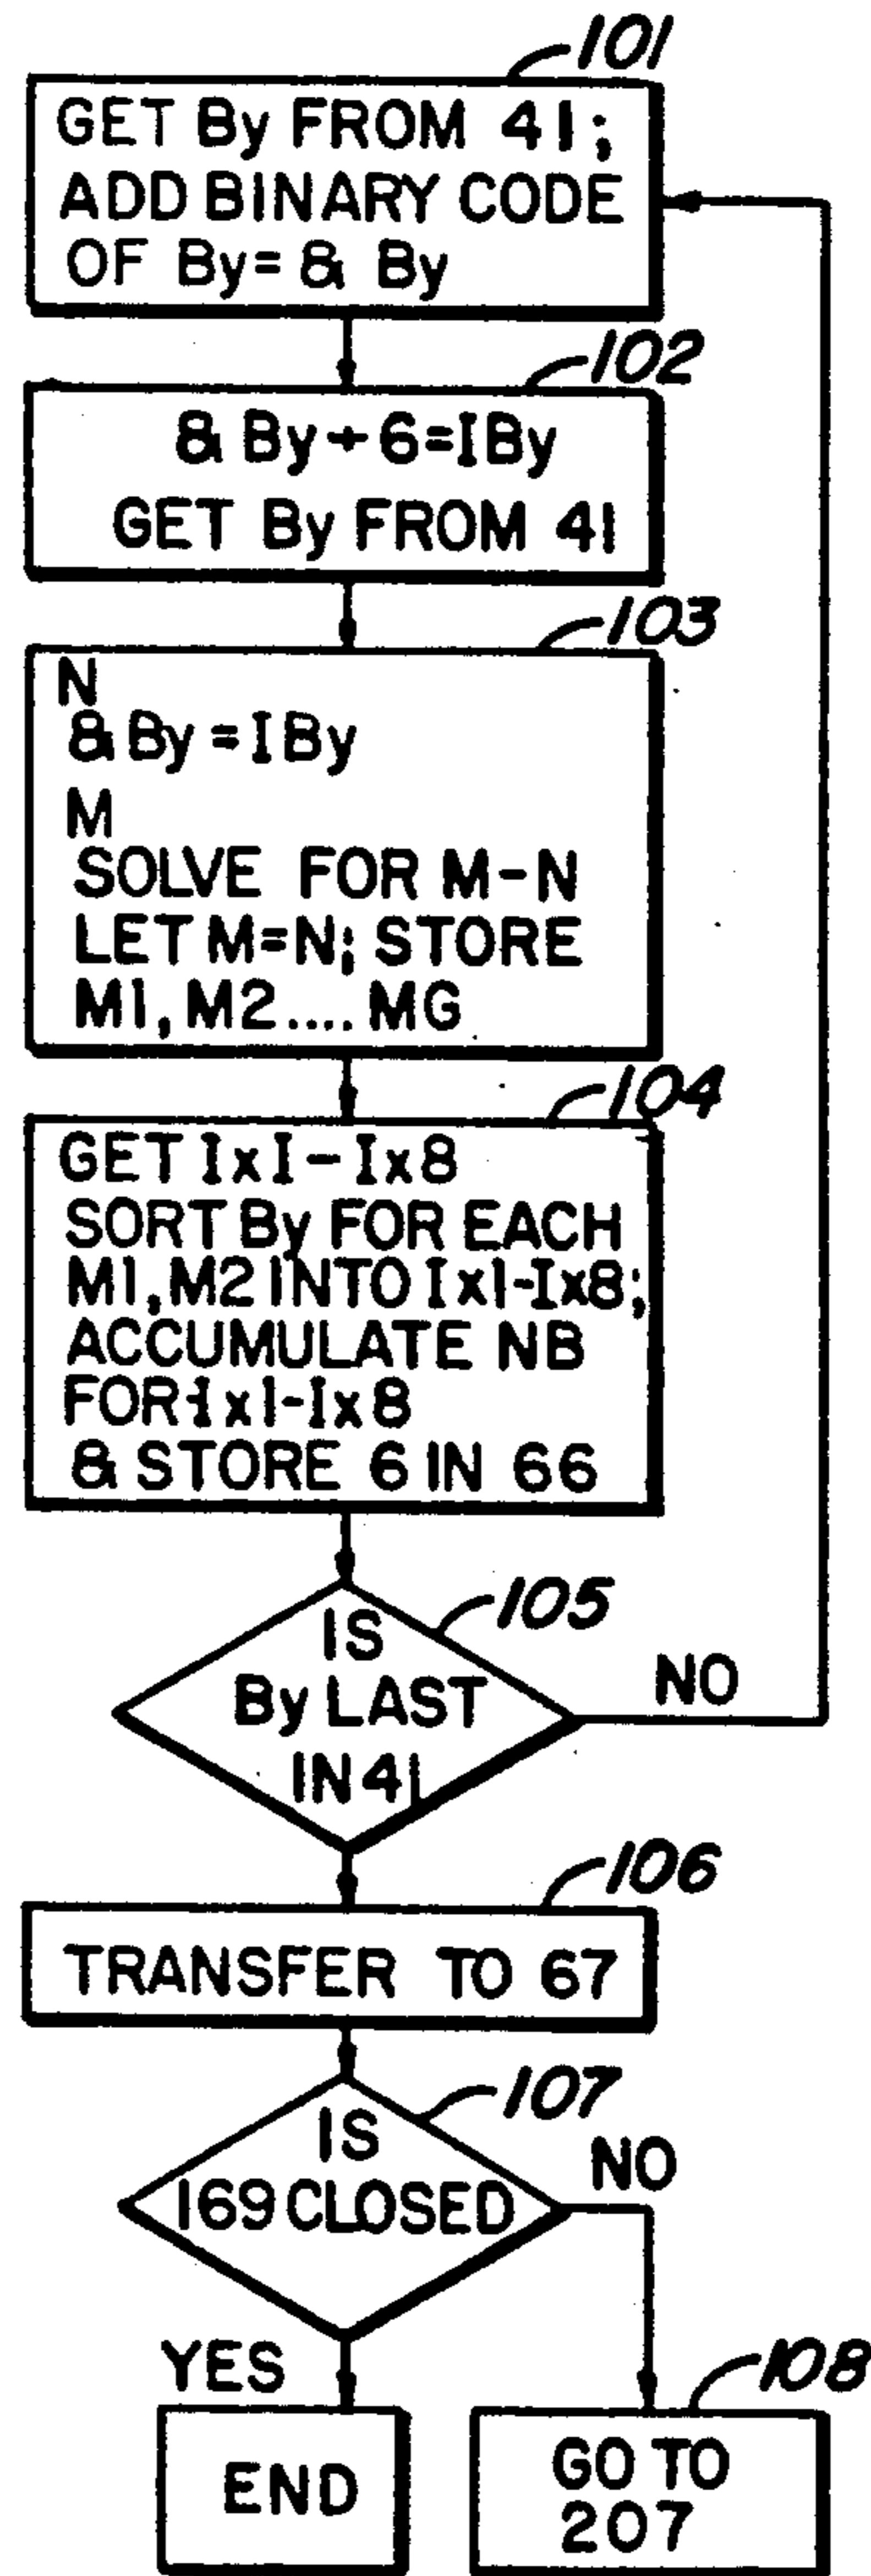 101
GET By FROM 41;
ADD BINARY CODE
OF By = & By
102
& By ÷ 6 = IBy
GET By FROM 41
103
N
& By = IBy
M
SOLVE FOR M-N
LET M=N; STORE
M1, M2.... MG
104
GET Ix1-Ix8
SORT By FOR EACH
M1, M2 INTO Ix1-Ix8;
ACCUMULATE NB
FOR Ix1-Ix8
& STORE 6 IN 66
105
IS
By LAST
IN 41
NO
106
TRANSFER TO 67
107
IS
169 CLOSED
NO
YES
END
108
GO TO
207